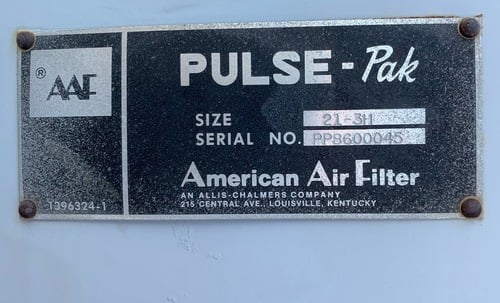 ® AAF
PULSE-Pak
SIZE 21-3H
SERIAL NO. PP8600045
American Air Filter
AN ALLIS-CHALMERS COMPANY
215 CENTRAL AVE., LOUISVILLE, KENTUCKY
1396324-1